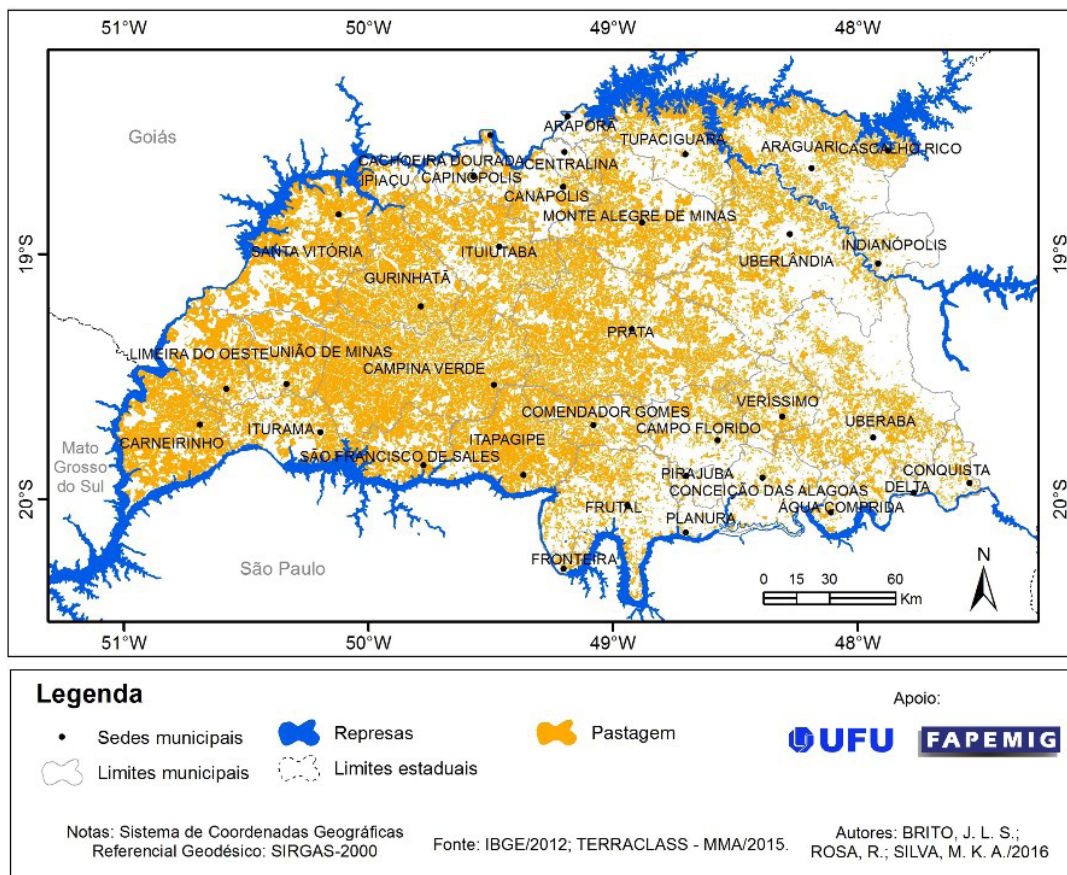 51°W 50°W 49°W 48°W
Goiás
ARAPORÃ
TUPACIGUARA
ARAGUARI
CASCALHO RICO
CACHOEIRA DOURADA
CENTRALINA
IPIAÇU
CAPINÓPOLIS
CANÁPOLIS
MONTE ALEGRE DE MINAS
19°S
SANTA VITÓRIA
ITUIUTABA
INDIANÓPOLIS
19°S
UBERLÂNDIA
GURINHATÃ
PRATA
LIMEIRA DO OESTE
UNIÃO DE MINAS
CAMPINA VERDE
VERÍSSIMO
COMENDADOR GOMES
UBERABA
CAMPO FLORIDO
CARNEIRINHO
ITURAMA
ITAPAGIPE
Mato
Grosso
do Sul
SÃO FRANCISCO DE SALES
PIRAJUBA
CONQUISTA
CONCEIÇÃO DAS ALAGOAS
DELTA
20°S
20°S
FRUTAL
ÁGUA COMPRIDA
PLANURA
FRONTEIRA
São Paulo
N
0 15 30 60
Km
51°W 50°W 49°W 48°W
Legenda
Apoio:
Sedes municipais
Represas
Pastagem
UFU
FAPEMIG
Limites municipais
Limites estaduais
Notas: Sistema de Coordenadas Geográficas
Referencial Geodésico: SIRGAS-2000
Fonte: IBGE/2012; TERRACLASS - MMA/2015.
Autores: BRITO, J. L. S.;
ROSA, R.; SILVA, M. K. A./2016